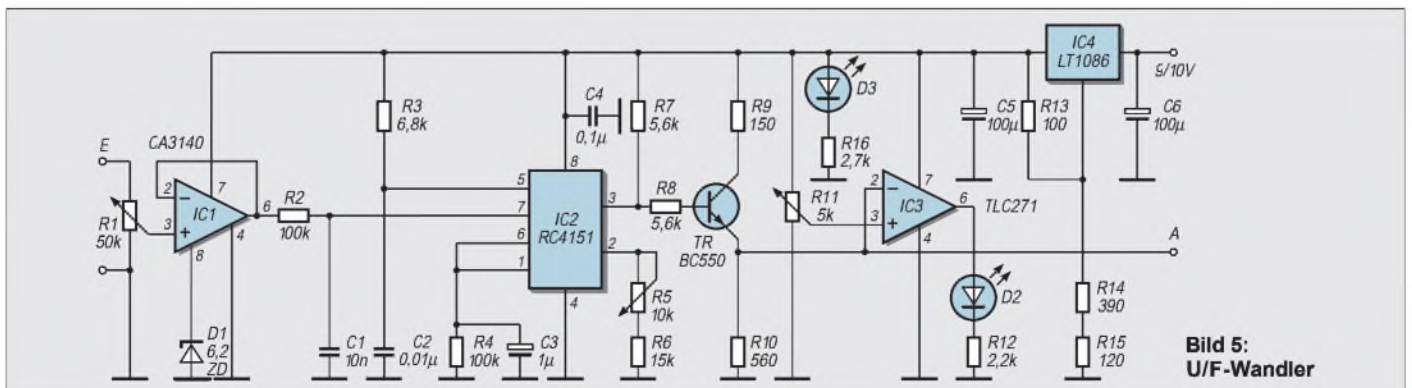 E
R1
50k
CA3140
2
3
7
6
4
8
IC1
D1
6,2
ZD
R2
100k
C1
10n
R3
6,8k
C2
0,01µ
R4
100k
C3
1µ
C4
0,1µ
8
5
7
6
1
3
2
4
IC2
RC4151
R7
5,6k
R8
5,6k
R5
10k
R6
15k
R9
150
TR
BC550
R10
560
R11
5k
D3
R16
2,7k
2
3
7
6
4
IC3
TLC271
D2
R12
2,2k
C5
100µ
R13
100
IC4
LT1086
C6
100µ
9/10V
A
R14
390
R15
120
Bild 5:
U/F-Wandler